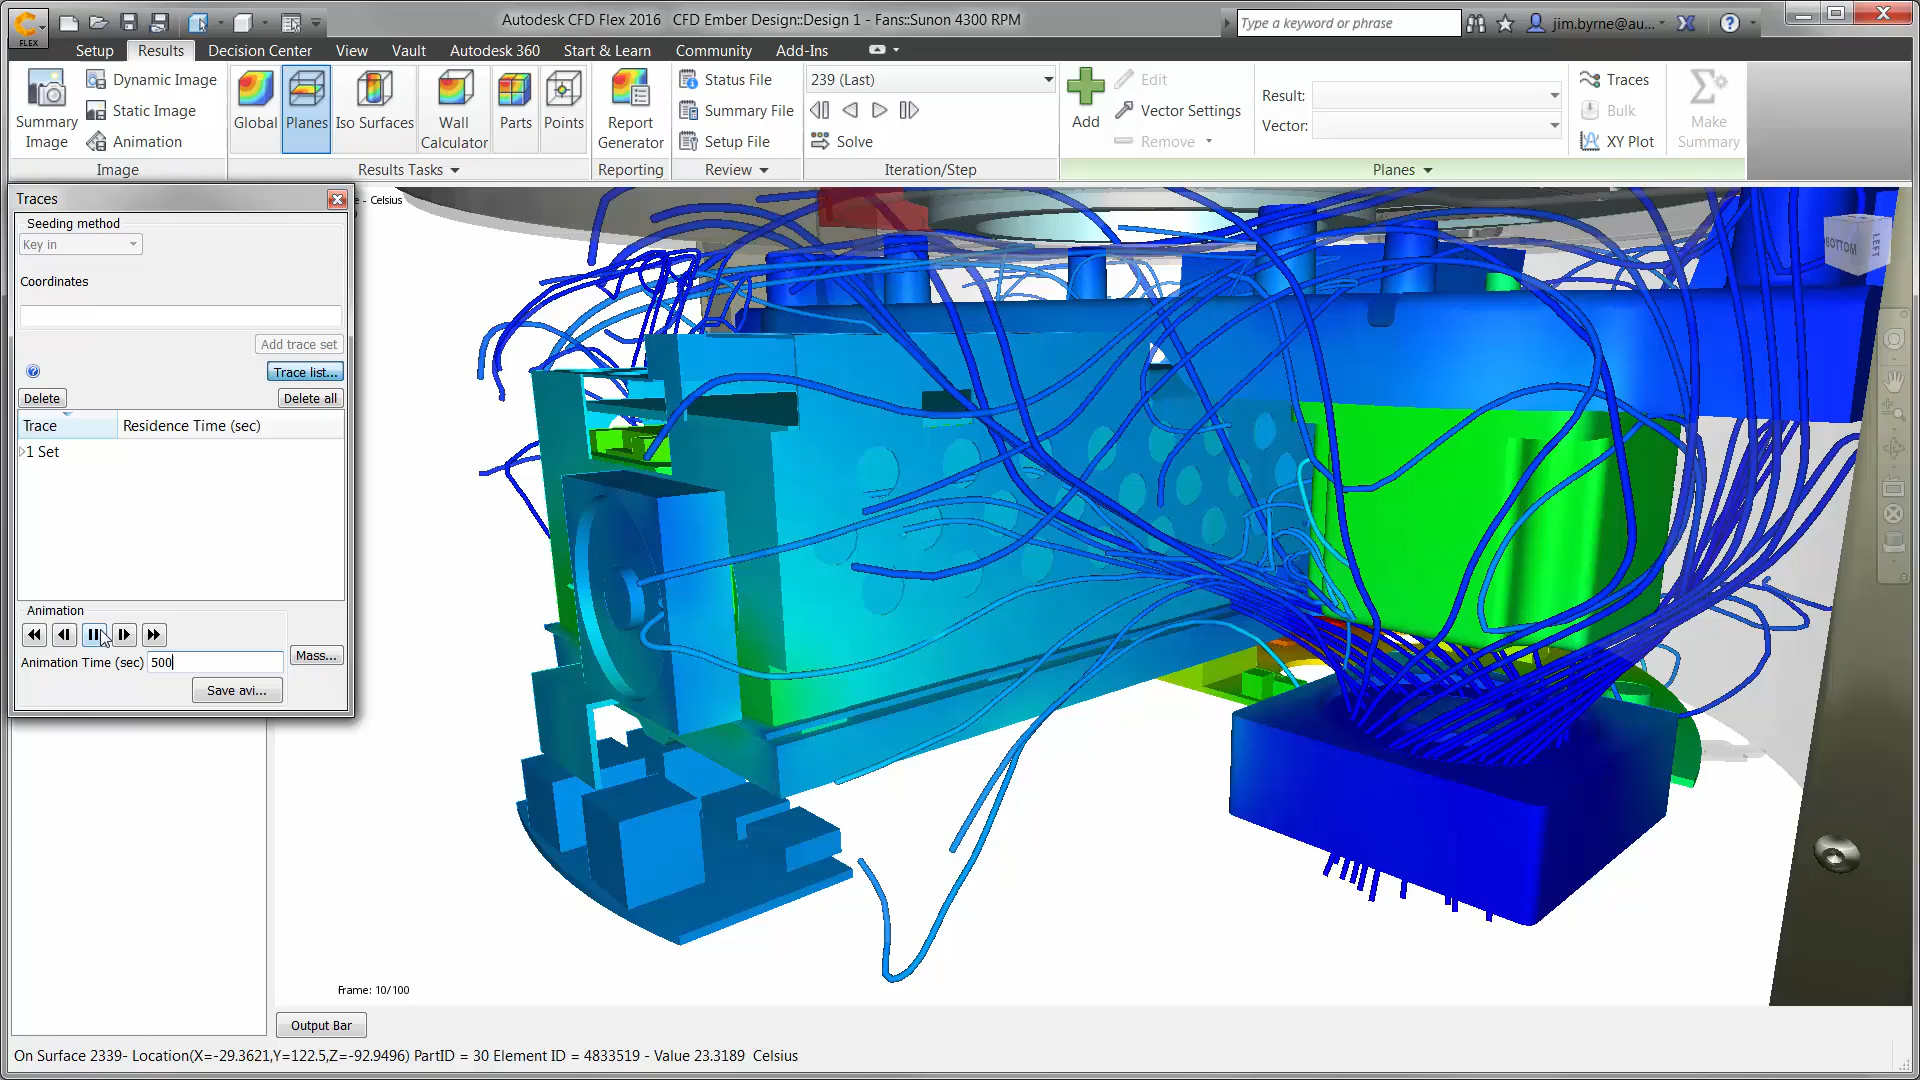 Autodesk CFD Flex 2016 CFD Ember Design::Design 1 - Fans::Sunon 4300 RPM
Type a keyword or phrase
jim.byrne@au...
FLEX
Setup Results Decision Center View Vault Autodesk 360 Start & Learn Community Add-Ins
Summary Image
Dynamic Image
Static Image
Animation
Image
Global
Planes
Iso Surfaces
Wall Calculator
Parts
Points
Results Tasks
Report Generator
Reporting
Status File
Summary File
Setup File
Review
239 (Last)
Solve
Iteration/Step
Add
Edit
Vector Settings
Remove
Result:
Vector:
Traces
Bulk
XY Plot
Make Summary
Planes
Traces
Seeding method
Key in
Coordinates
Add trace set
Trace list...
Delete
Delete all
Trace Residence Time (sec)
1 Set
Animation
Animation Time (sec) 500
Mass...
Save avi...
e - Celsius
BOTTOM
LEFT
Frame: 10/100
Output Bar
On Surface 2339- Location(X=-29.3621,Y=122.5,Z=-92.9496) PartID = 30 Element ID = 4833519 - Value 23.3189 Celsius